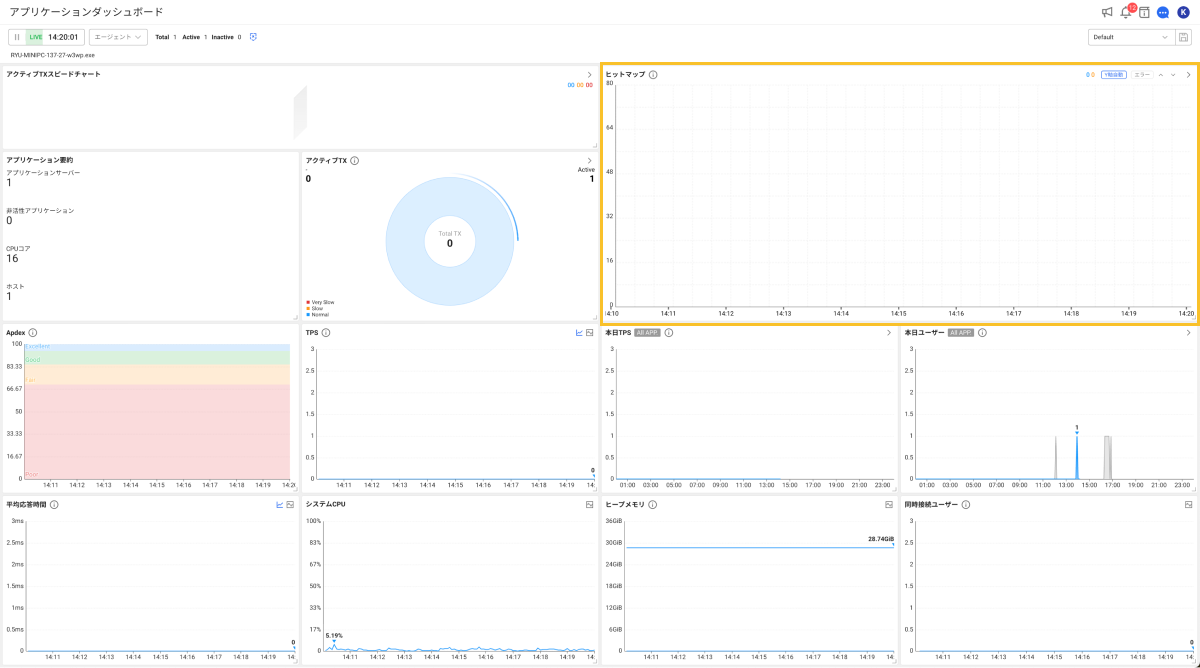 アプリケーションダッシュボード
12
K
LIVE 14:20:01 エージェント Total 1 Active 1 Inactive 0
Default
RYU-MINIPC-137-27-w3wp.exe
アクティブTXスピードチャート
00 00.00
ヒットマップ
0 0 Y軸自動 エラー
80
64
48
32
16
0
14:10 14:11 14:12 14:13 14:14 14:15 14:16 14:17 14:18 14:19 14:20
アプリケーション要約
アプリケーションサーバー
1
非活性アプリケーション
0
CPUコア
16
ホスト
1
アクティブTX
-
0
Active
1
Total TX
0
Very Slow
Slow
Normal
Apdex
100
83.33
66.67
50
33.33
16.67
0
Excellent
Good
Fair
Poor
14:11 14:12 14:13 14:14 14:15 14:16 14:17 14:18 14:19 14:20
TPS
3
2.5
2
1.5
1
0.5
0
0
14:11 14:12 14:13 14:14 14:15 14:16 14:17 14:18 14:19 14:
本日TPS All APP
3
2.5
2
1.5
1
0.5
0
01:00 03:00 05:00 07:00 09:00 11:00 13:00 15:00 17:00 19:00 21:00 23:00
本日ユーザー All APP
3
2.5
2
1.5
1
0.5
0
1
01:00 03:00 05:00 07:00 09:00 11:00 13:00 15:00 17:00 19:00 21:00 23:00
平均応答時間
3ms
2.5ms
2ms
1.5ms
1ms
0.5ms
0
0
14:11 14:12 14:13 14:14 14:15 14:16 14:17 14:18 14:19 14:
システムCPU
100%
83%
67%
50%
33%
17%
0
5.19%
14:11 14:12 14:13 14:14 14:15 14:16 14:17 14:18 14:19 14:
ヒープメモリ
36GiB
30GiB
24GiB
18GiB
12GiB
6GiB
0
28.74GiB
14:11 14:12 14:13 14:14 14:15 14:16 14:17 14:18 14:19 14:
同時接続ユーザー
3
2.5
2
1.5
1
0.5
0
0
14:11 14:12 14:13 14:14 14:15 14:16 14:17 14:18 14:19 14: